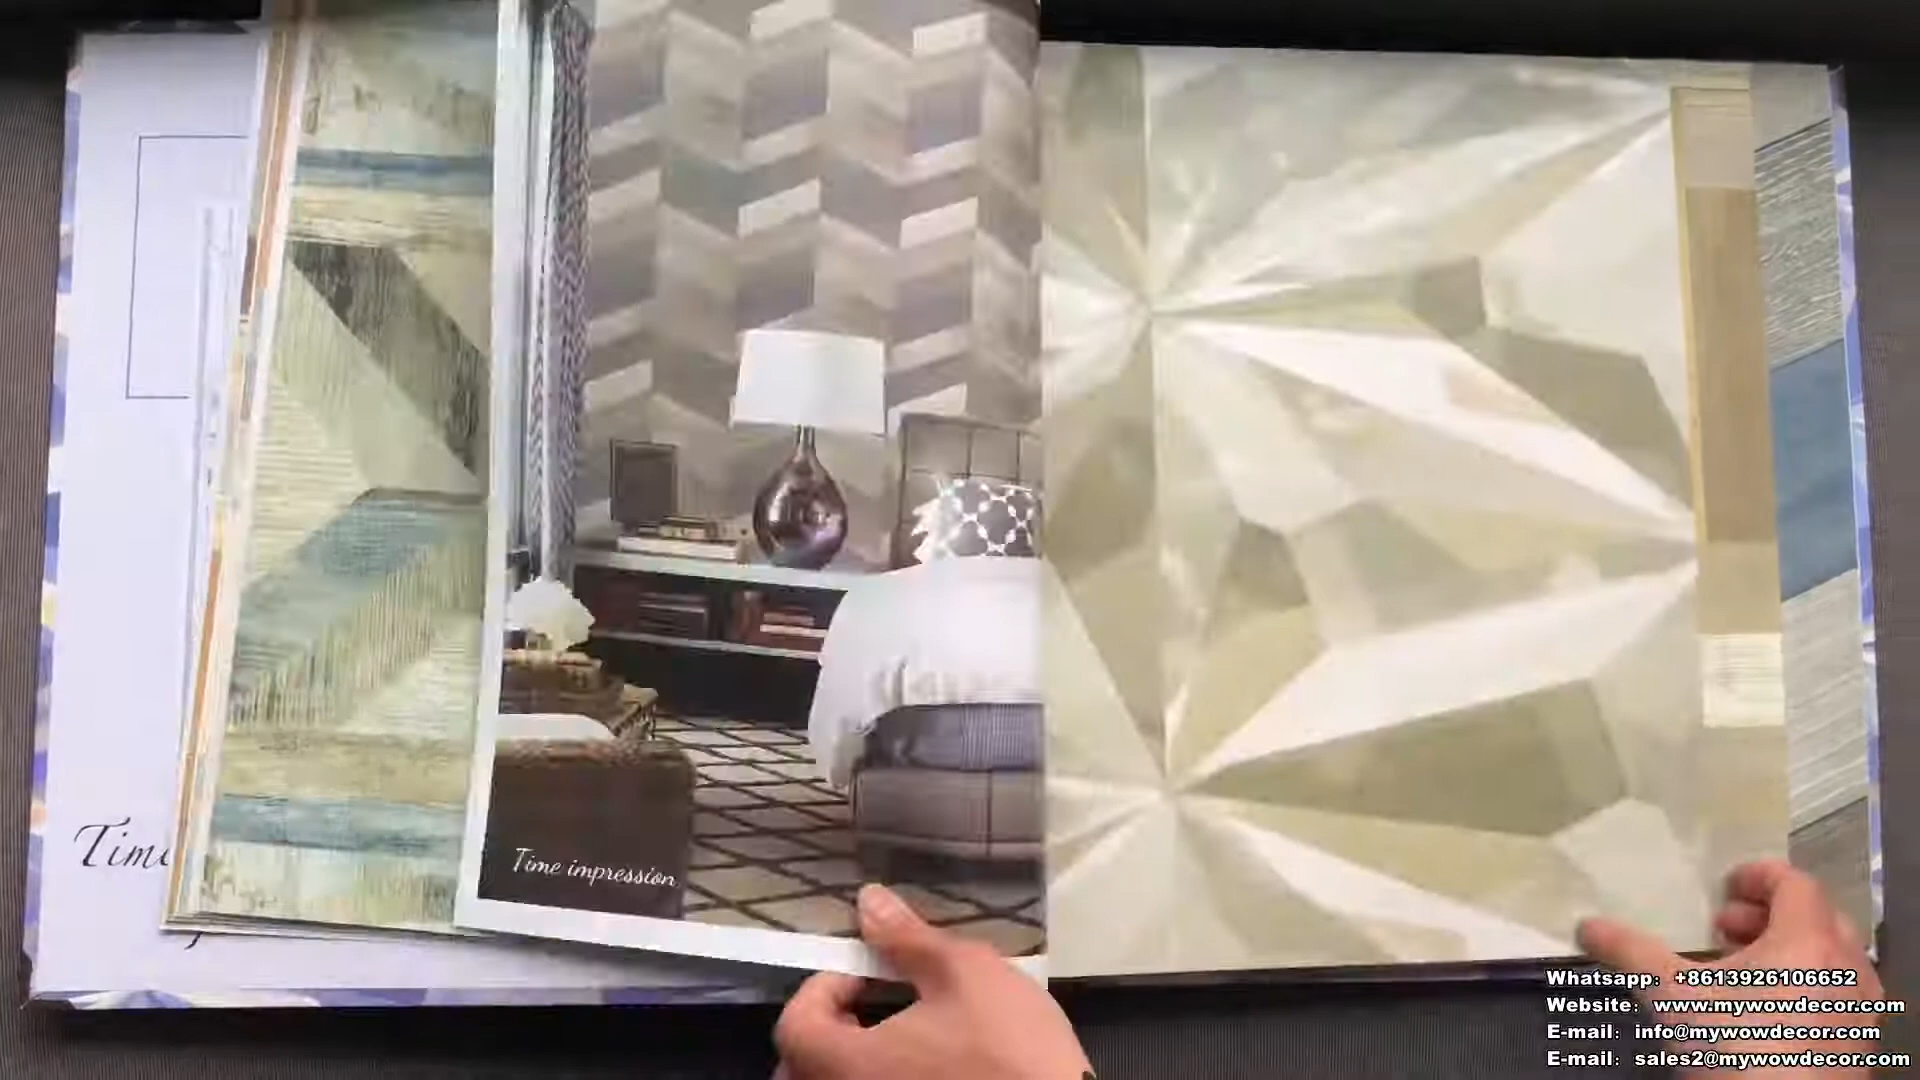 Time
Time impression
Whatsapp：+8613926106652
Website：www.mywowdecor.com
E-mail：info@mywowdecor.com
E-mail：sales2@mywowdecor.com